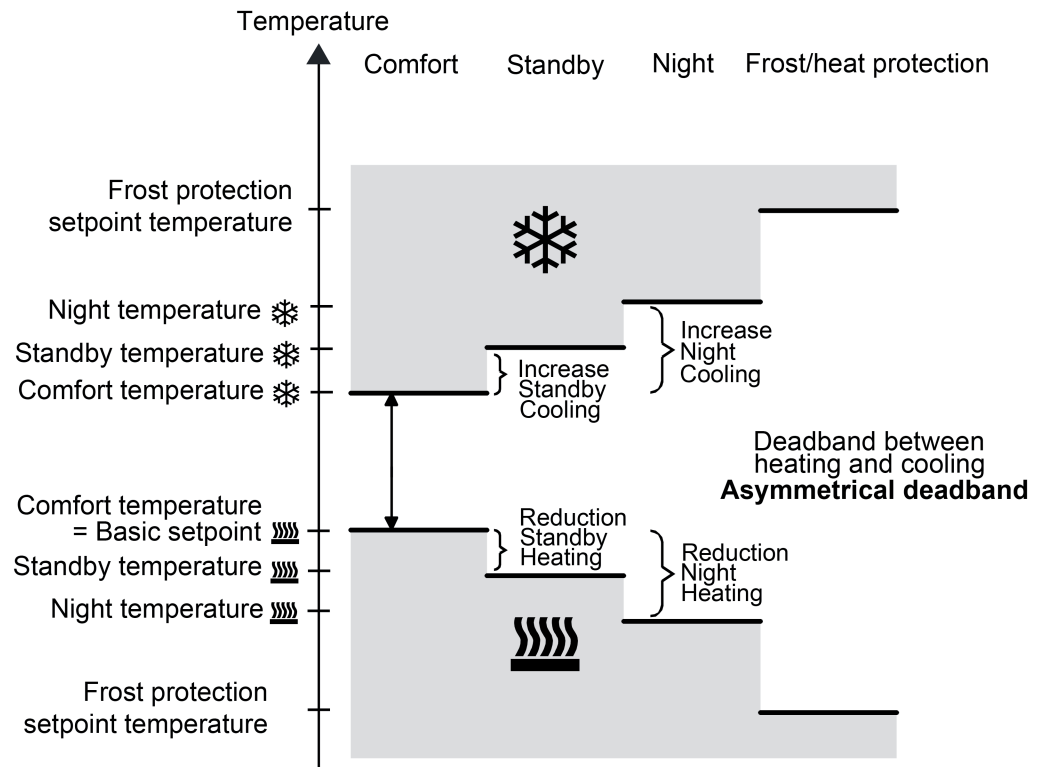 Temperature
Comfort
Standby
Night
Frost/heat protection
Frost protection
setpoint temperature
Night temperature
Standby temperature
Comfort temperature
Increase
Standby
Cooling
Increase
Night
Cooling
Deadband between
heating and cooling
Asymmetrical deadband
Comfort temperature
= Basic setpoint
Standby temperature
Night temperature
Reduction
Standby
Heating
Reduction
Night
Heating
Frost protection
setpoint temperature